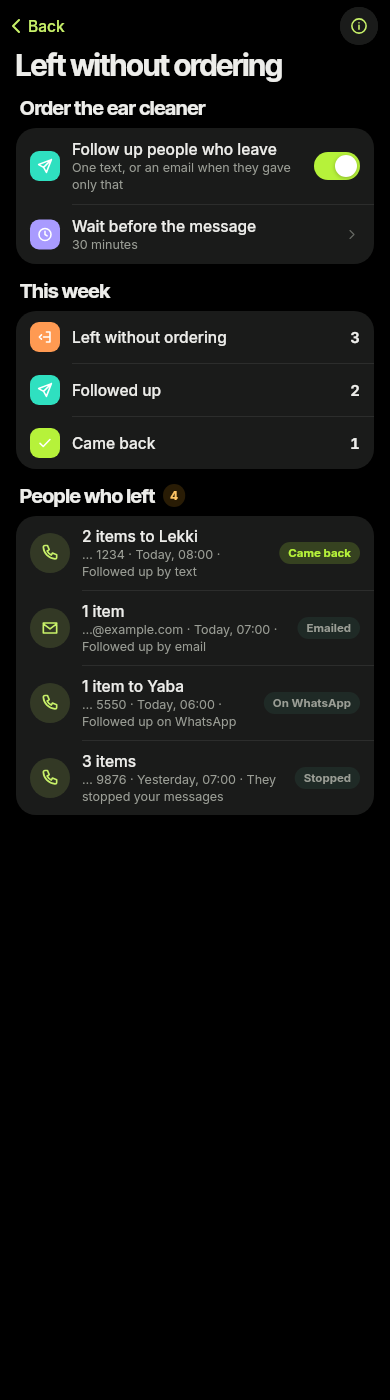 Back
Left without ordering
Order the ear cleaner
Follow up people who leave
One text, or an email when they gave
only that
Wait before the message
30 minutes
This week
Left without ordering 3
Followed up 2
Came back 1
People who left 4
2 items to Lekki
... 1234 · Today, 08:00 ·
Followed up by text
Came back
1 item
...@example.com · Today, 07:00 ·
Followed up by email
Emailed
1 item to Yaba
... 5550 · Today, 06:00 ·
Followed up on WhatsApp
On WhatsApp
3 items
... 9876 · Yesterday, 07:00 · They
stopped your messages
Stopped